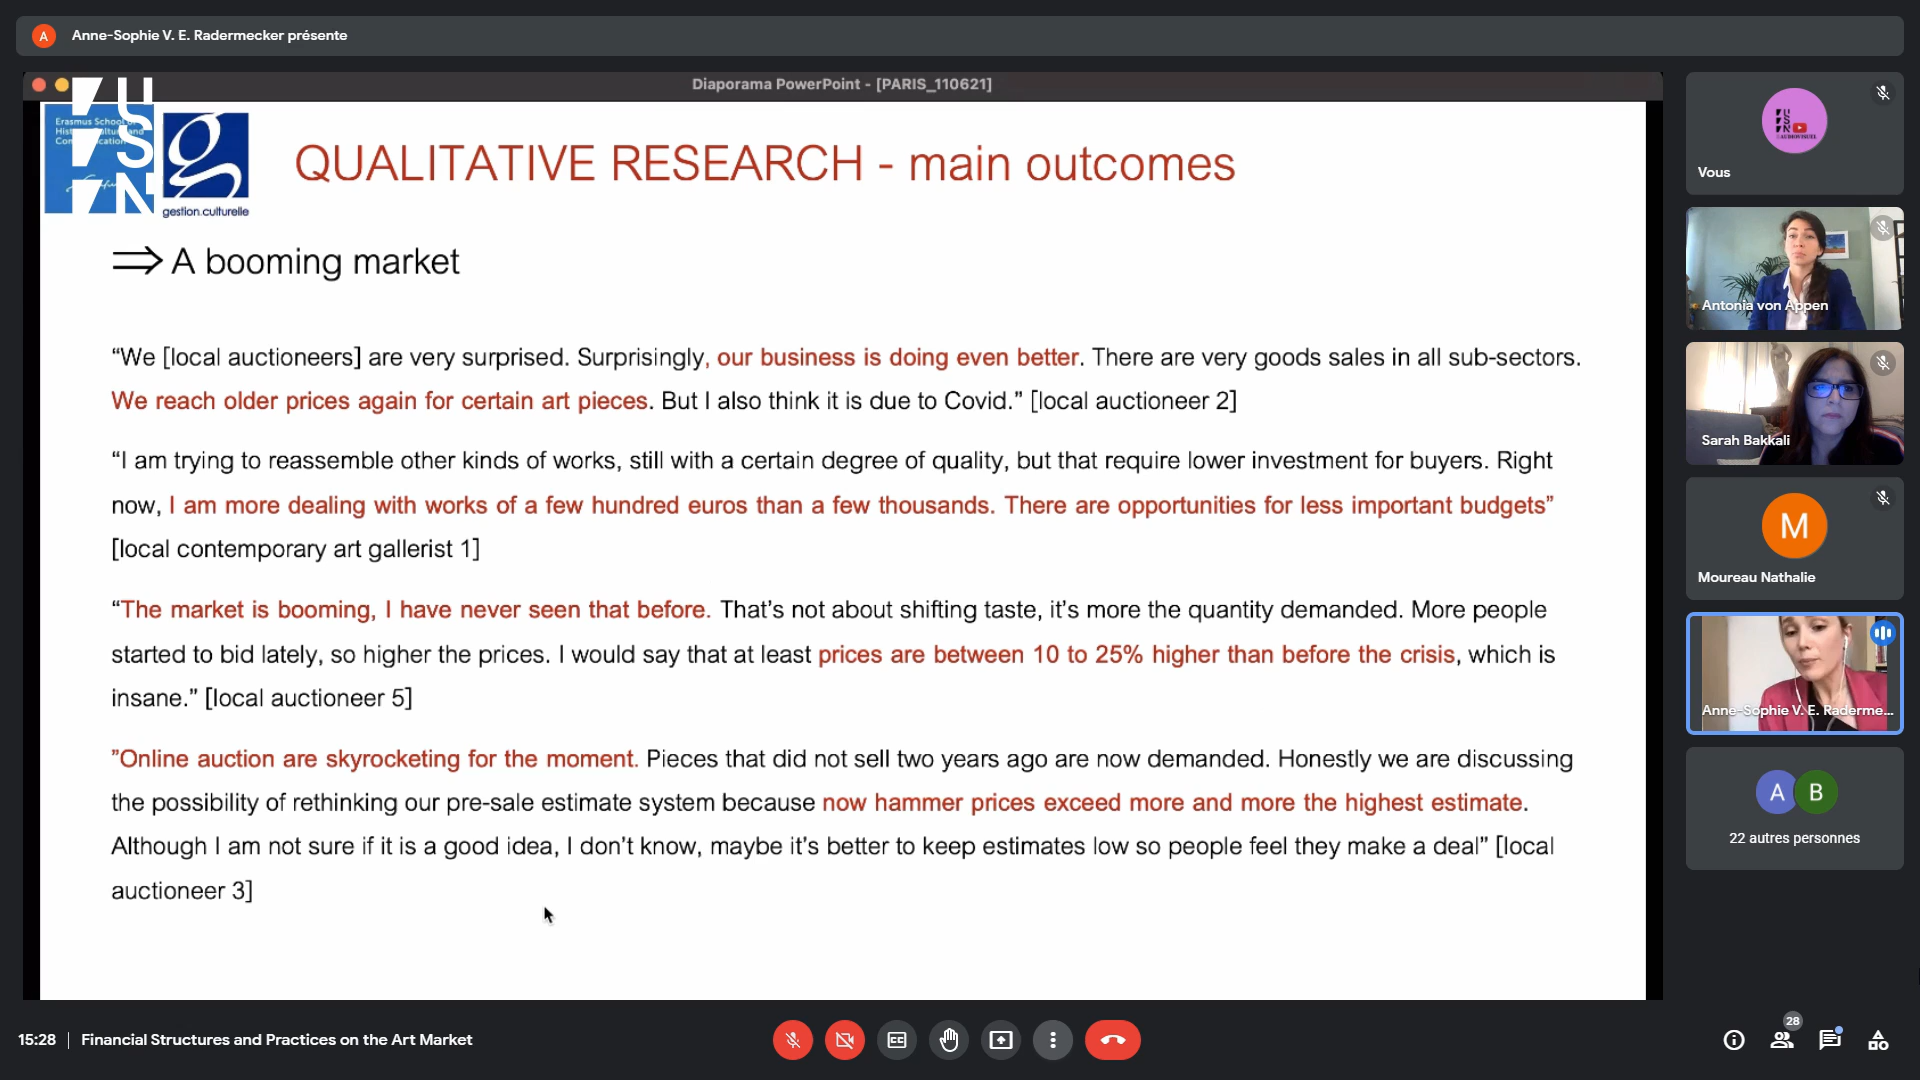 A Anne-Sophie V. E. Radermecker présente
Diaporama PowerPoint - [PARIS_110621]
Erasmus School of
gestion.culturelle
USN
QUALITATIVE RESEARCH - main outcomes
⇒ A booming market
“We [local auctioneers] are very surprised. Surprisingly, our business is doing even better. There are very goods sales in all sub-sectors.
We reach older prices again for certain art pieces. But I also think it is due to Covid.” [local auctioneer 2]
“I am trying to reassemble other kinds of works, still with a certain degree of quality, but that require lower investment for buyers. Right
now, I am more dealing with works of a few hundred euros than a few thousands. There are opportunities for less important budgets”
[local contemporary art gallerist 1]
“The market is booming, I have never seen that before. That’s not about shifting taste, it’s more the quantity demanded. More people
started to bid lately, so higher the prices. I would say that at least prices are between 10 to 25% higher than before the crisis, which is
insane.” [local auctioneer 5]
”Online auction are skyrocketing for the moment. Pieces that did not sell two years ago are now demanded. Honestly we are discussing
the possibility of rethinking our pre-sale estimate system because now hammer prices exceed more and more the highest estimate.
Although I am not sure if it is a good idea, I don’t know, maybe it’s better to keep estimates low so people feel they make a deal” [local
auctioneer 3]
Vous
Antonia von Appen
Sarah Bakkali
M
Moureau Nathalie
Anne-Sophie V. E. Raderme...
A B
22 autres personnes
15:28 | Financial Structures and Practices on the Art Market
28